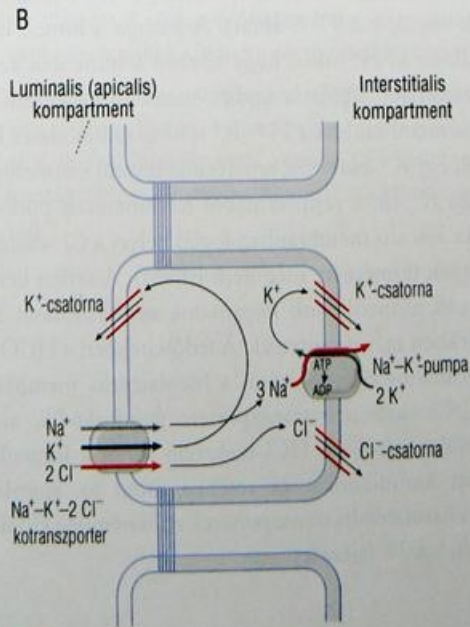 B
Luminalis (apicalis)
kompartment
Interstitialis
kompartment
K⁺-csatorna
K⁺
K⁺-csatorna
ATP
ADP
Na⁺–K⁺-pumpa
3 Na⁺
2 K⁺
Na⁺
K⁺
2 Cl⁻
Cl⁻
Cl⁻-csatorna
Na⁺–K⁺–2 Cl⁻
kotranszporter